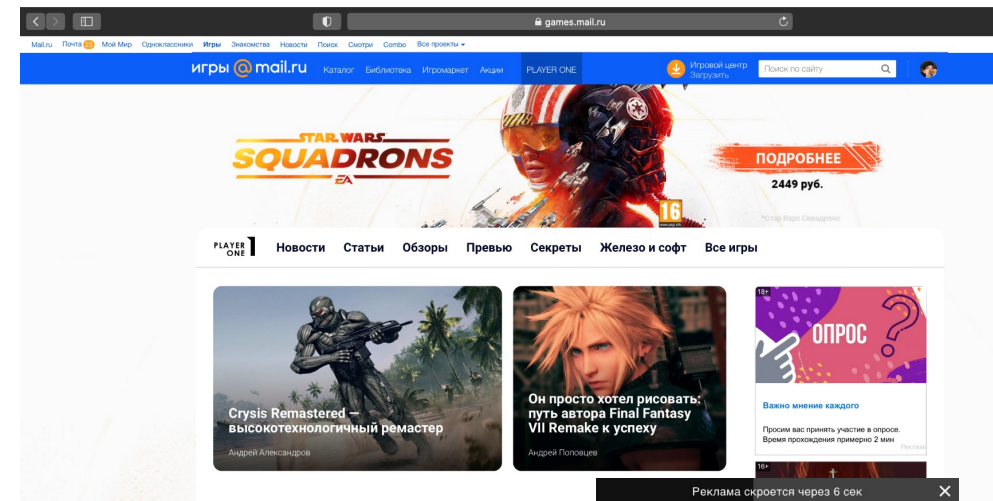 games.mail.ru
Mail.ru Почта 23 Мой Мир Одноклассники Игры Знакомства Новости Поиск Смотри Combo Все проекты
игры @ mail.ru Каталог Библиотека Игромаркет Акции PLAYER ONE
Игровой центр
Загрузить
Поиск по сайту
STAR WARS
SQUADRONS
EA
16
ПОДРОБНЕЕ
2449 руб.
*Стар Варс Сквадронс
PLAYER
ONE 1
Новости Статьи Обзоры Превью Секреты Железо и софт Все игры
Crysis Remastered —
высокотехнологичный ремастер
Андрей Александров
Он просто хотел рисовать:
путь автора Final Fantasy
VII Remake к успеху
Андрей Поповцев
18+
ОПРОС
Важно мнение каждого
Просим вас принять участие в опросе.
Время прохождения примерно 2 мин
Реклама
16+
Реклама скроется через 6 сек